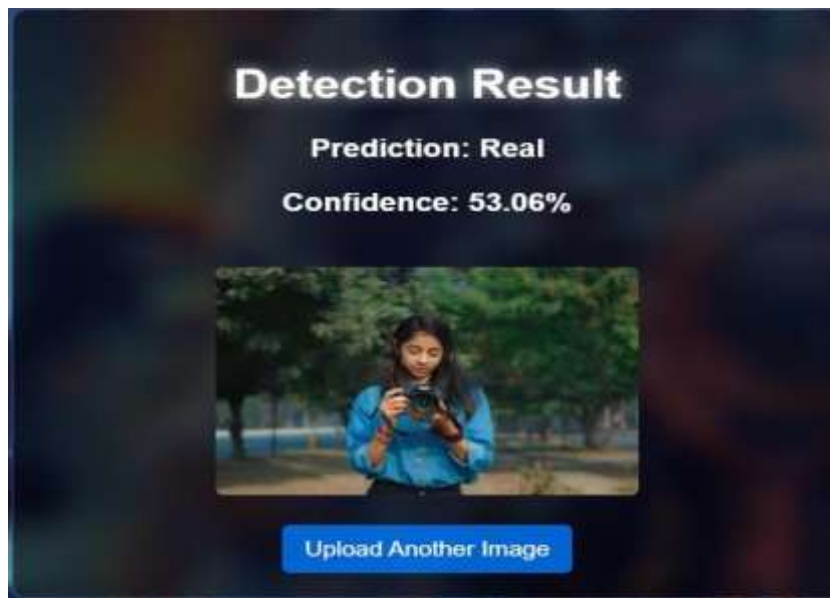 Detection Result
Prediction: Real
Confidence: 53.06%
Upload Another Image